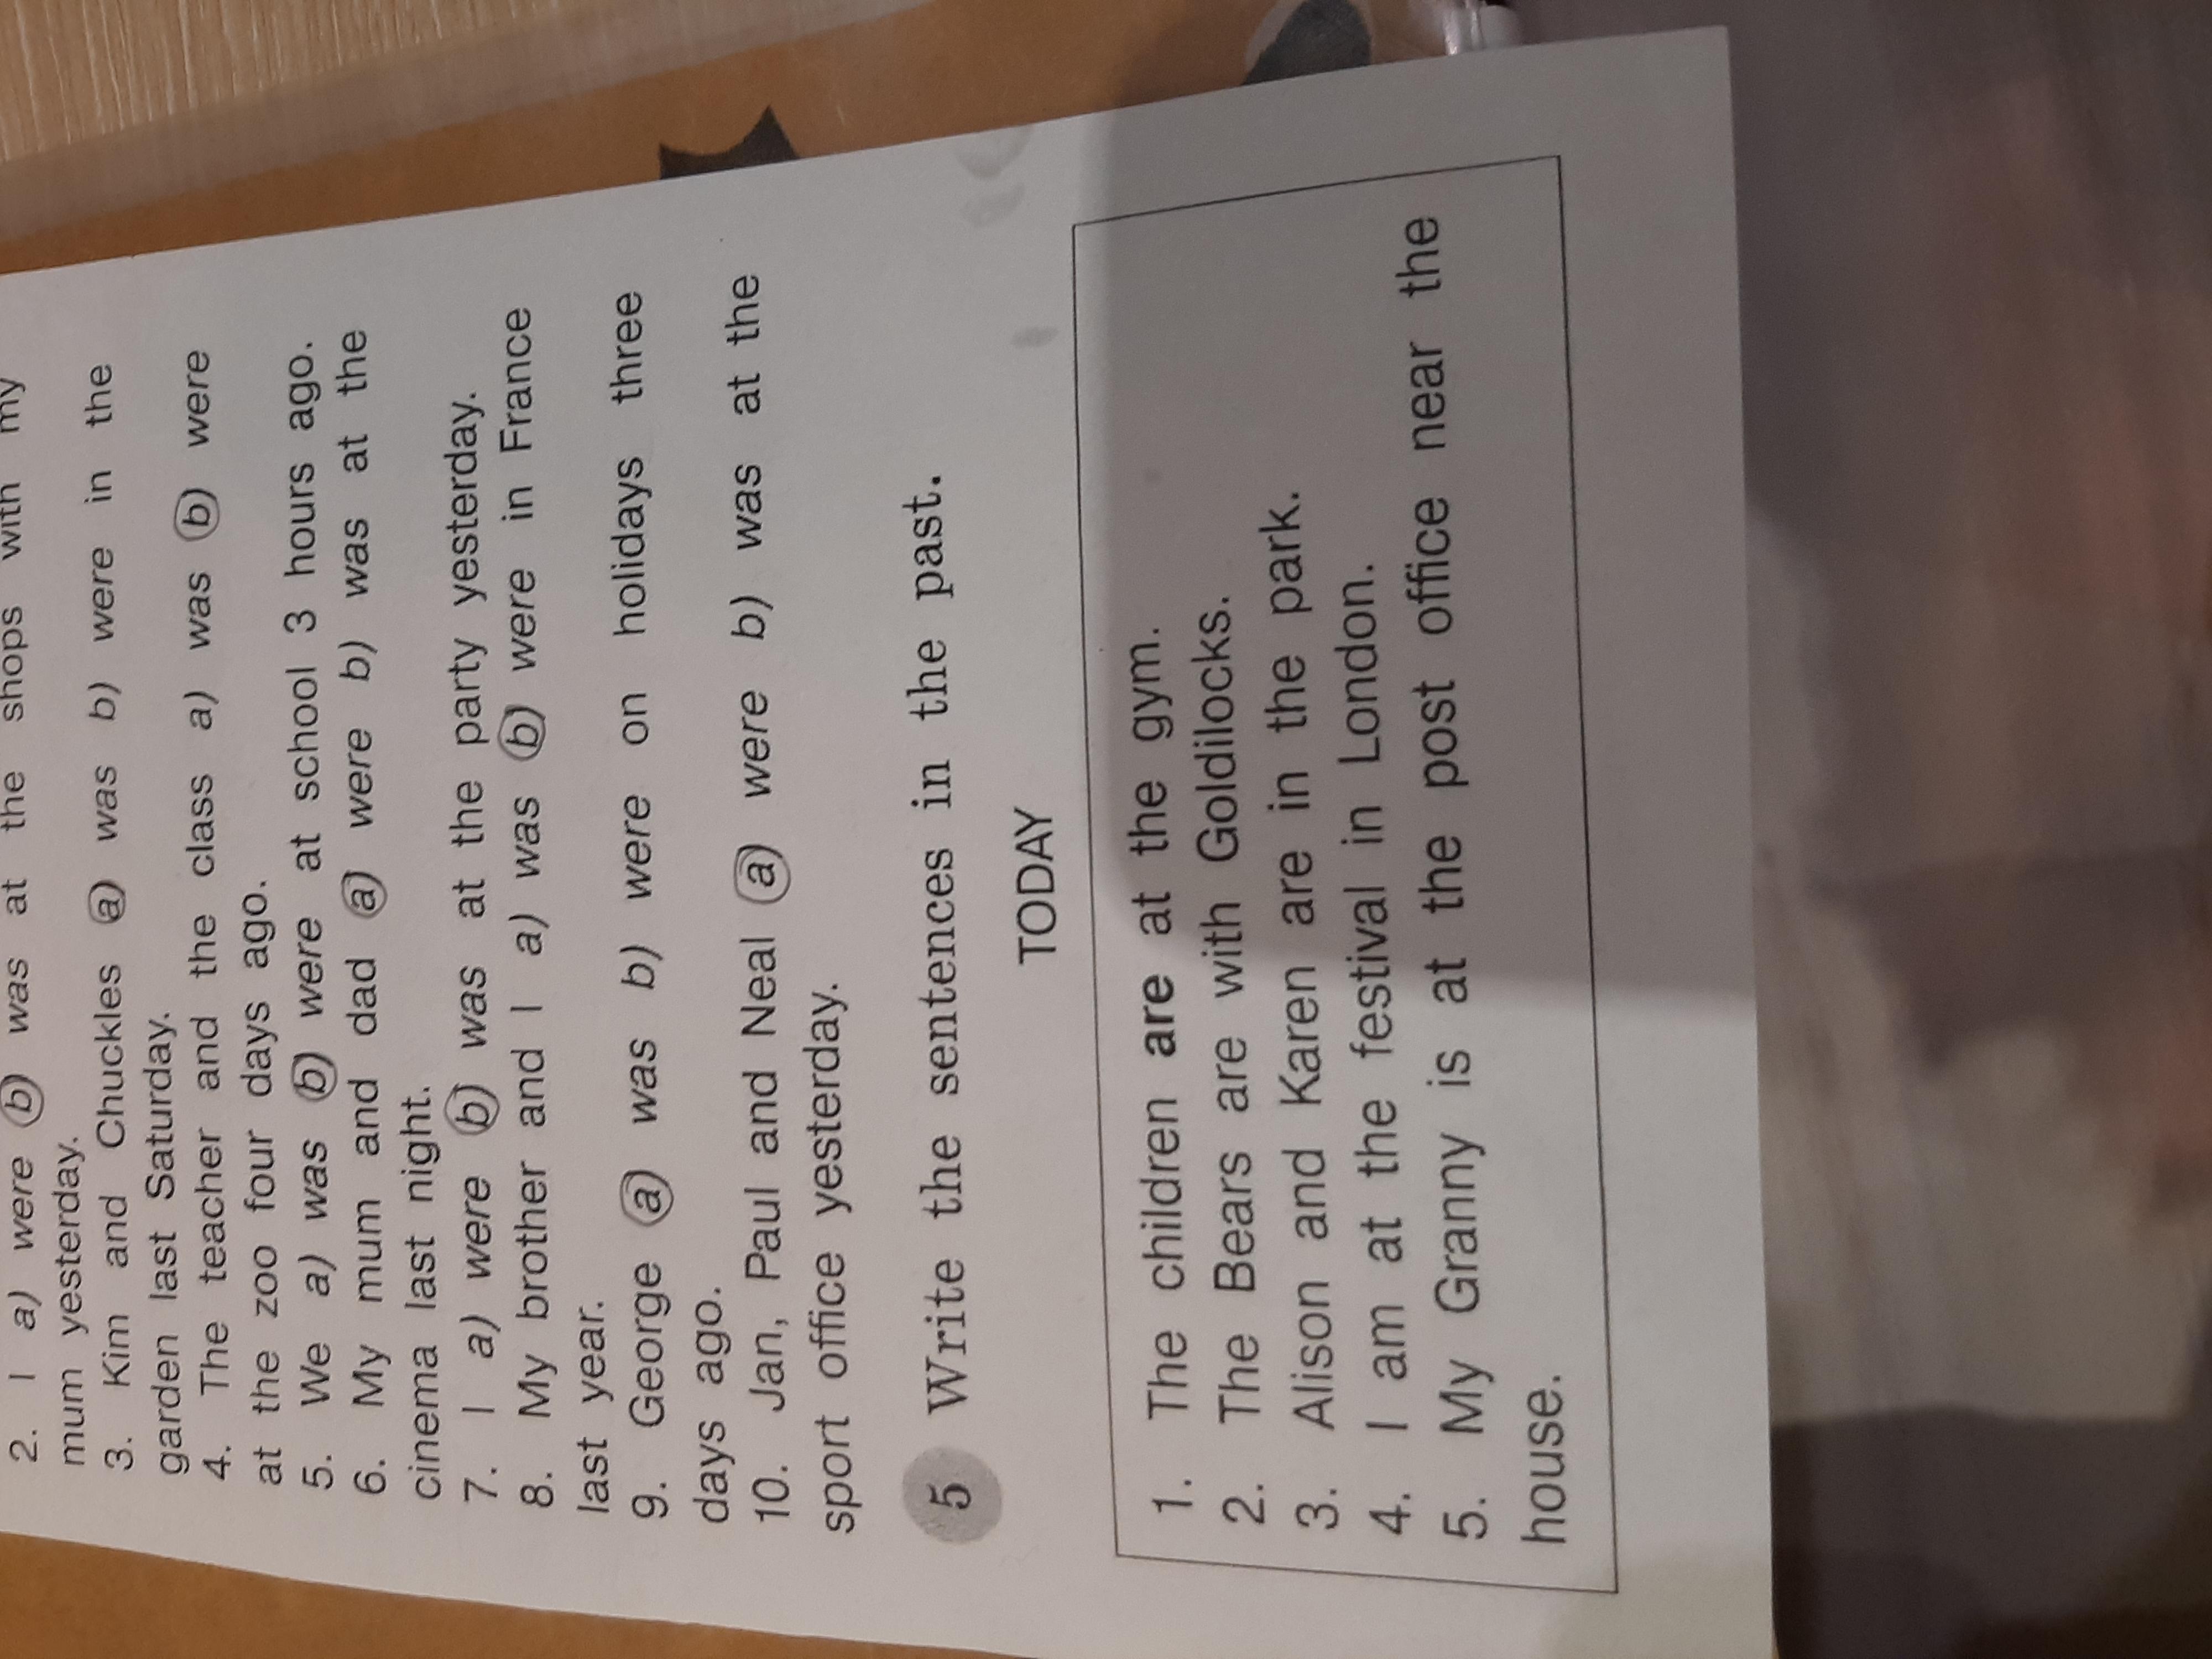 2. I a) were b) was at the shops with my
mum yesterday.
3. Kim and Chuckles a) was b) were in the
garden last Saturday.
4. The teacher and the class a) was b) were
at the zoo four days ago.
5. We a) was b) were at school 3 hours ago.
6. My mum and dad a) were b) was at the
cinema last night.
7. I a) were b) was at the party yesterday.
8. My brother and I a) was b) were in France
last year.
9. George a) was b) were on holidays three
days ago.
10. Jan, Paul and Neal a) were b) was at the
sport office yesterday.
5 Write the sentences in the past.
TODAY
1. The children are at the gym.
2. The Bears are with Goldilocks.
3. Alison and Karen are in the park.
4. I am at the festival in London.
5. My Granny is at the post office near the
house.